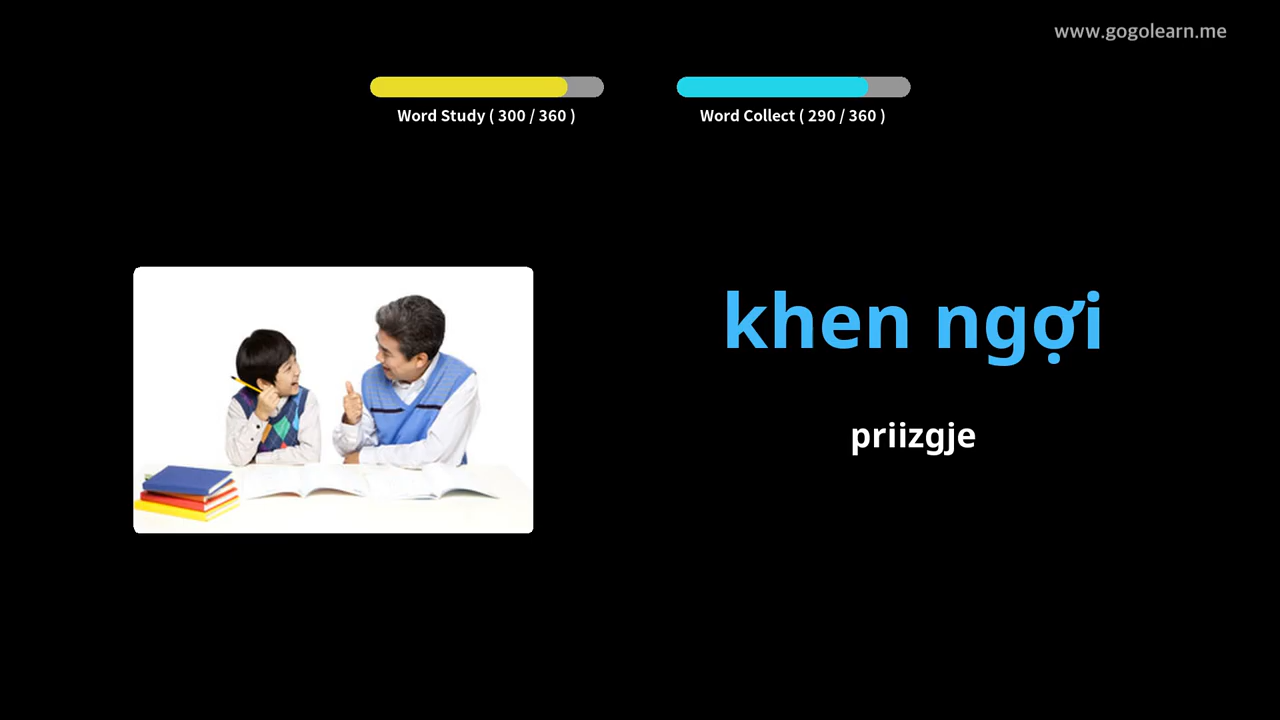 www.gogolearn.me
Word Study ( 300 / 360 )
Word Collect ( 290 / 360 )
khen ngợi
priizgje